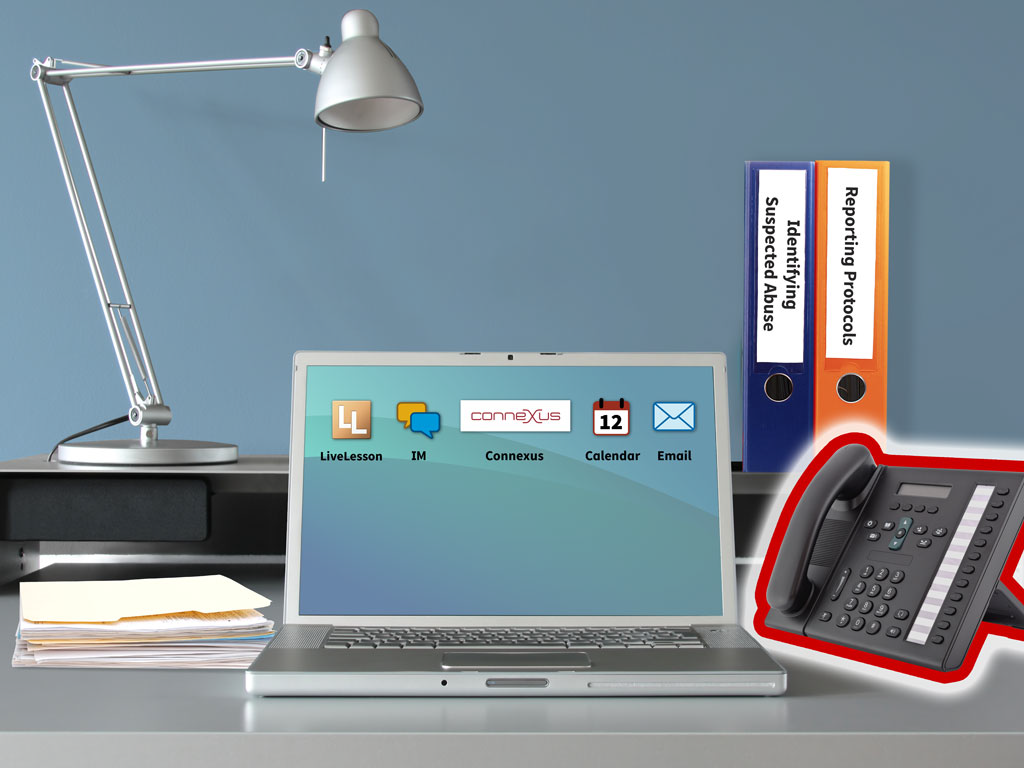 Identifying
Suspected Abuse
Reporting Protocols
LL
conneXus
12
LiveLesson
IM
Connexus
Calendar
Email